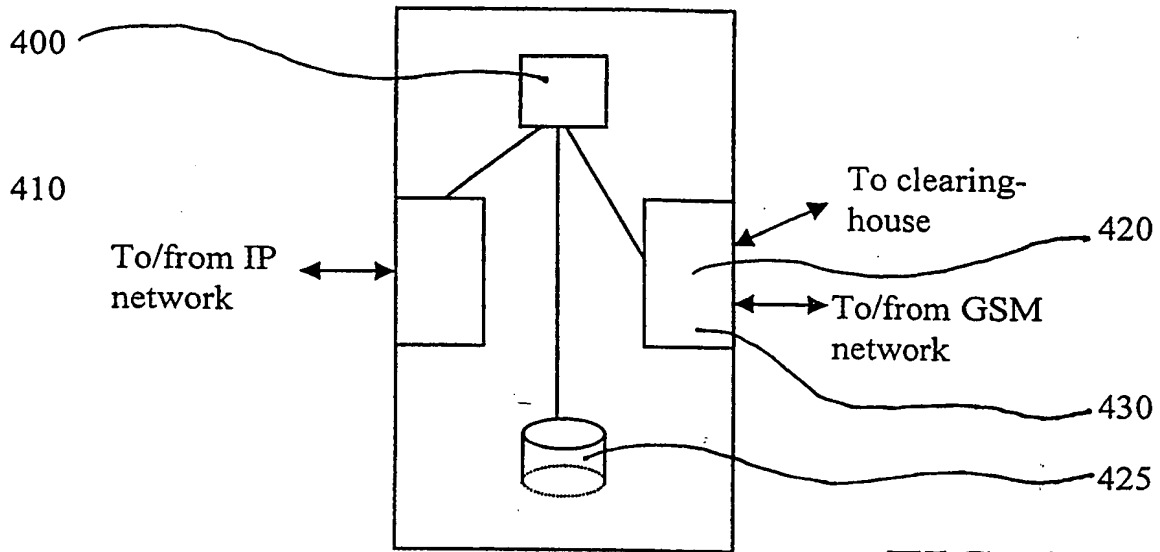 400
410
To/from IP
network
To clearing-
house
420
To/from GSM
network
430
425